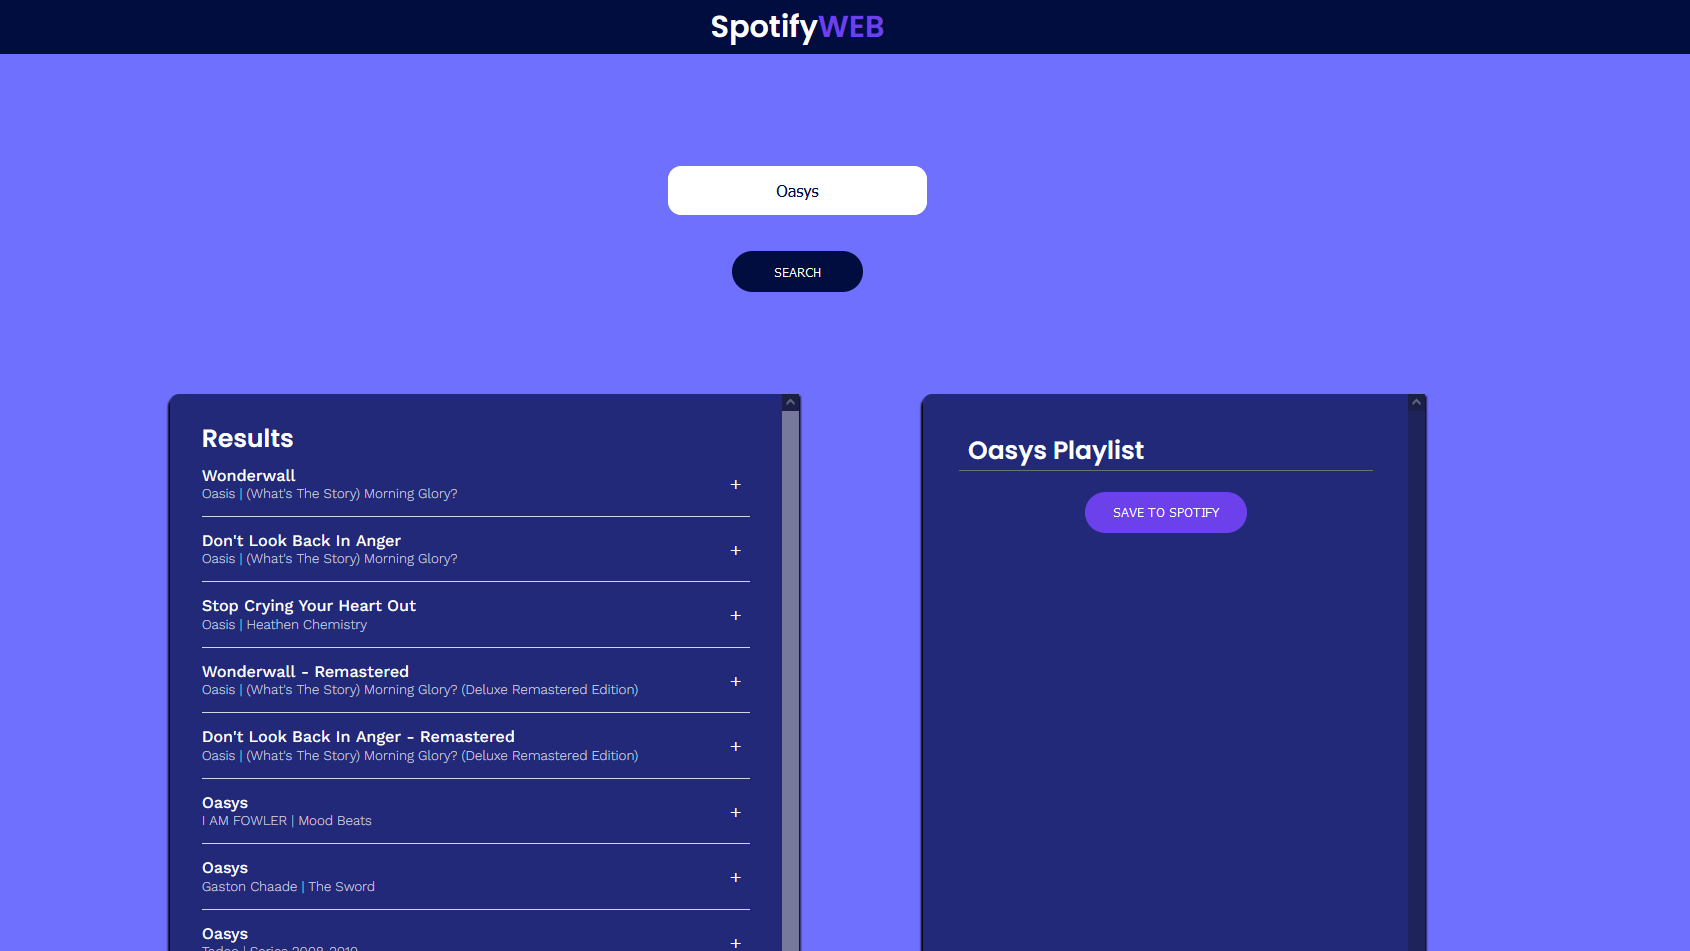 SpotifyWEB
Oasys
SEARCH
Results
Wonderwall
Oasis | (What's The Story) Morning Glory?
+
Don't Look Back In Anger
Oasis | (What's The Story) Morning Glory?
+
Stop Crying Your Heart Out
Oasis | Heathen Chemistry
+
Wonderwall - Remastered
Oasis | (What's The Story) Morning Glory? (Deluxe Remastered Edition)
+
Don't Look Back In Anger - Remastered
Oasis | (What's The Story) Morning Glory? (Deluxe Remastered Edition)
+
Oasys
I AM FOWLER | Mood Beats
+
Oasys
Gaston Chaade | The Sword
+
Oasys
+
Oasys Playlist
SAVE TO SPOTIFY